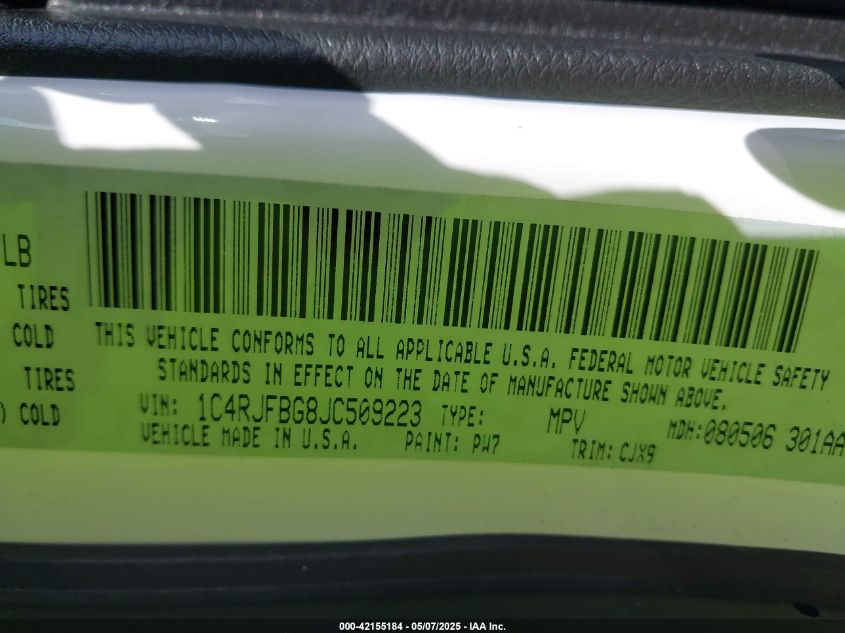 LB
TIRES
COLD
TIRES
) COLD
THIS VEHICLE CONFORMS TO ALL APPLICABLE U.S.A. FEDERAL MOTOR VEHICLE SAFETY
STANDARDS IN EFFECT ON THE DATE OF MANUFACTURE SHOWN ABOVE.
VIN: 1C4RJFBG8JC509223 TYPE: MPV MDH:080506 301AA
VEHICLE MADE IN U.S.A. PAINT: PW7 TRIM: CJX9
000-42155184 - 05/07/2025 - IAA Inc.